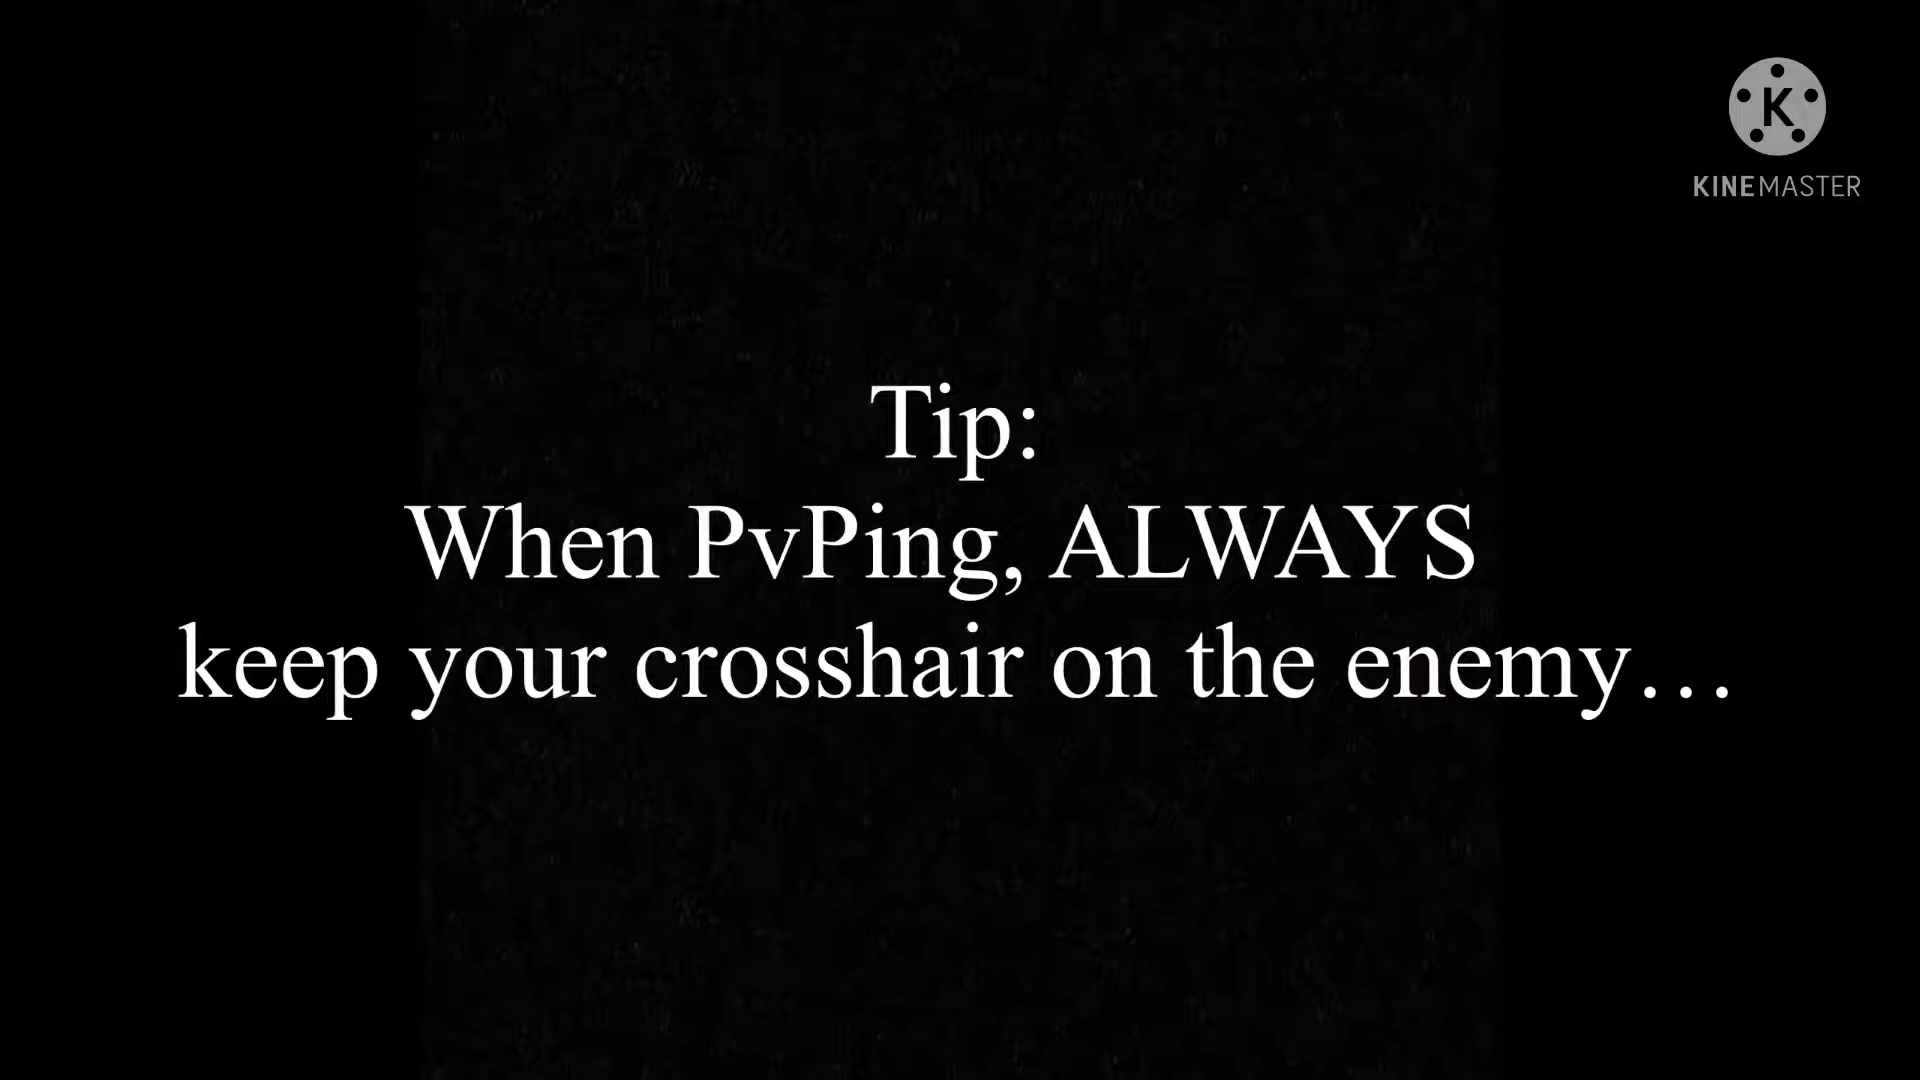 K
KINEMASTER
Tip:
When PvPing, ALWAYS
keep your crosshair on the enemy...